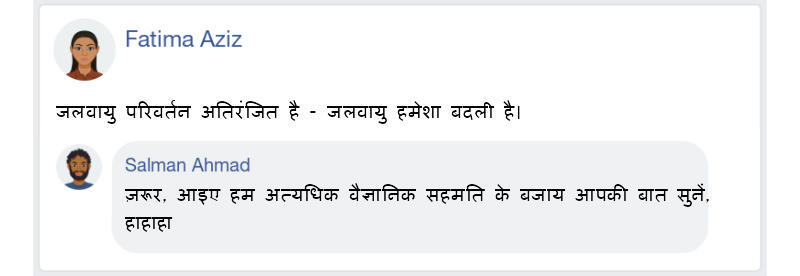 Fatima Aziz
जलवायु परिवर्तन अतिरंजित है - जलवायु हमेशा बदली है।
Salman Ahmad
ज़रूर, आइए हम अत्यधिक वैज्ञानिक सहमति के बजाय आपकी बात सुनें,
हाहाहा